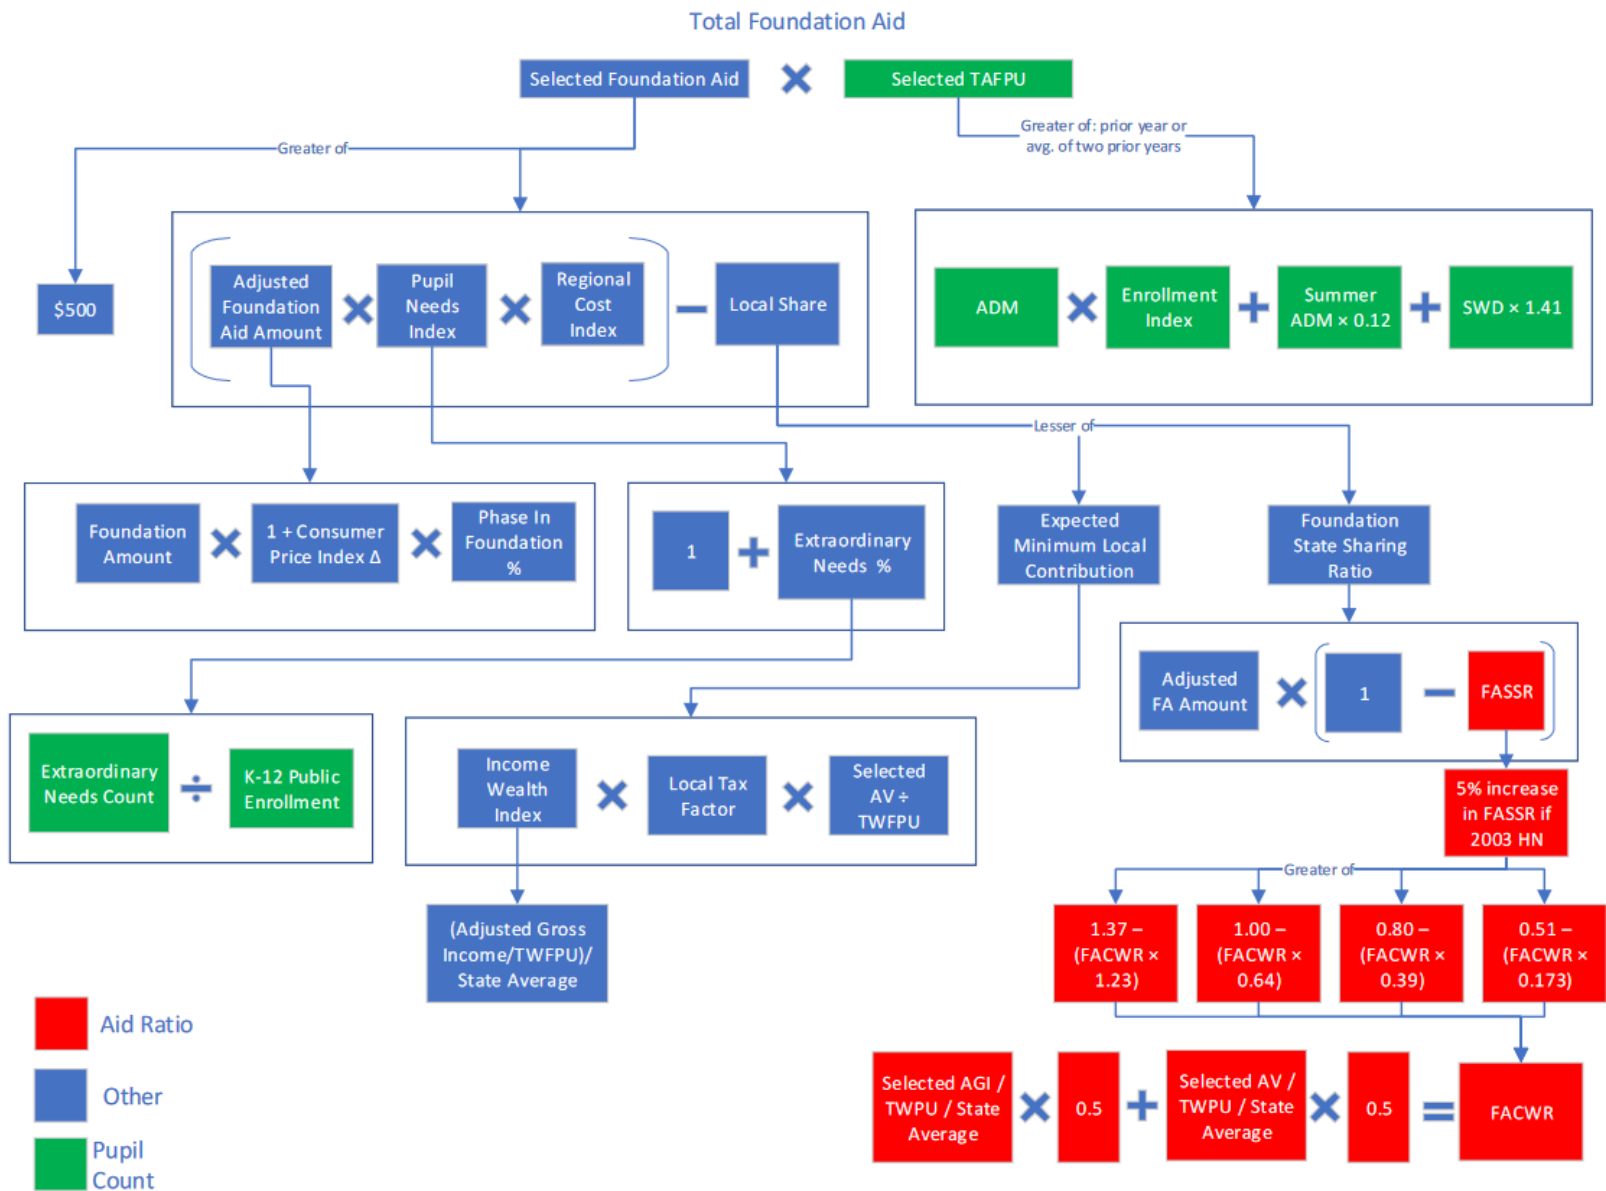 Total Foundation Aid
Selected Foundation Aid
×
Selected TAFPU
Greater of
Greater of: prior year or
avg. of two prior years
$500
Adjusted
Foundation
Aid Amount
×
Pupil
Needs
Index
×
Regional
Cost
Index
−
Local Share
ADM
×
Enrollment
Index
+
Summer
ADM × 0.12
+
SWD × 1.41
Lesser of
Foundation
Amount
×
1 + Consumer
Price Index Δ
×
Phase In
Foundation
%
1
+
Extraordinary
Needs %
Expected
Minimum Local
Contribution
Foundation
State Sharing
Ratio
Adjusted
FA Amount
×
1
−
FASSR
Extraordinary
Needs Count
÷
K-12 Public
Enrollment
Income
Wealth
Index
×
Local Tax
Factor
×
Selected
AV ÷
TWFPU
5% increase
in FASSR if
2003 HN
Greater of
(Adjusted Gross
Income/TWFPU)/
State Average
1.37 –
(FACWR ×
1.23)
1.00 –
(FACWR ×
0.64)
0.80 –
(FACWR ×
0.39)
0.51 –
(FACWR ×
0.173)
Selected AGI /
TWPU / State
Average
×
0.5
+
Selected AV /
TWPU / State
Average
×
0.5
=
FACWR
Aid Ratio
Other
Pupil
Count